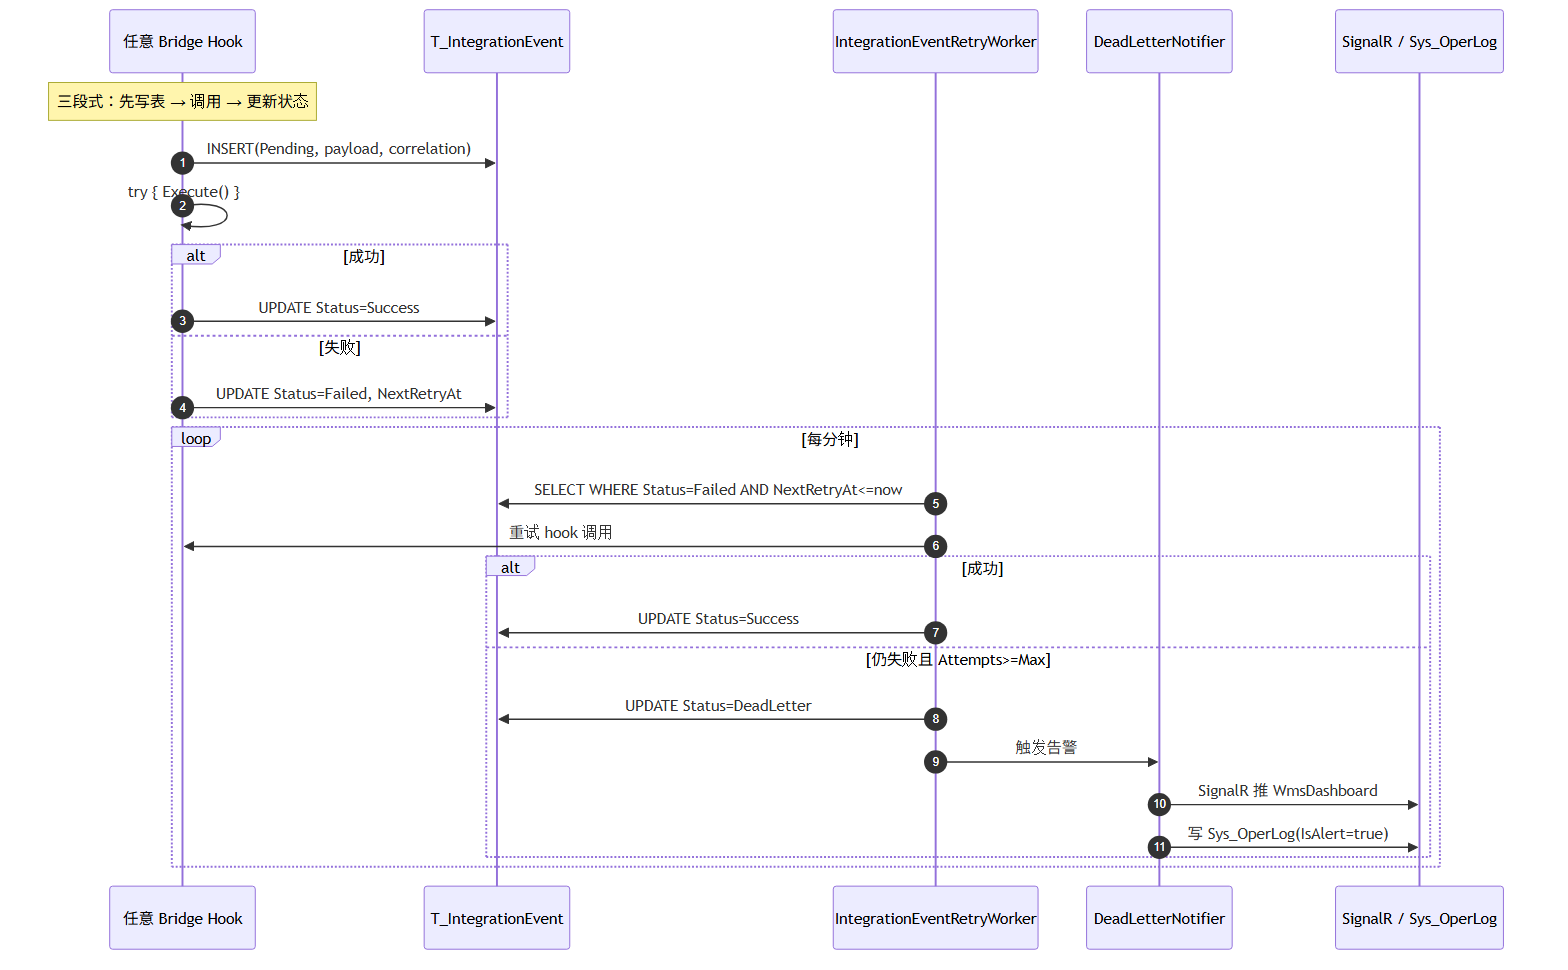 任意 Bridge Hook
T_IntegrationEvent
IntegrationEventRetryWorker
DeadLetterNotifier
SignalR / Sys_OperLog
三段式：先写表 → 调用 → 更新状态
1
INSERT(Pending, payload, correlation)
try { Execute() }
2
alt
[成功]
UPDATE Status=Success
3
[失败]
UPDATE Status=Failed, NextRetryAt
4
loop
[每分钟]
SELECT WHERE Status=Failed AND NextRetryAt<=now
5
重试 hook 调用
6
alt
[成功]
UPDATE Status=Success
7
[仍失败且 Attempts>=Max]
UPDATE Status=DeadLetter
8
触发告警
9
SignalR 推 WmsDashboard
10
写 Sys_OperLog(IsAlert=true)
11
任意 Bridge Hook
T_IntegrationEvent
IntegrationEventRetryWorker
DeadLetterNotifier
SignalR / Sys_OperLog